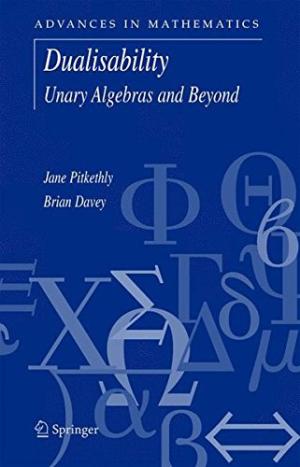 ADVANCES IN MATHEMATICS
Dualisability
Unary Algebras and Beyond
Jane Pitkethly
Brian Davey
Springer